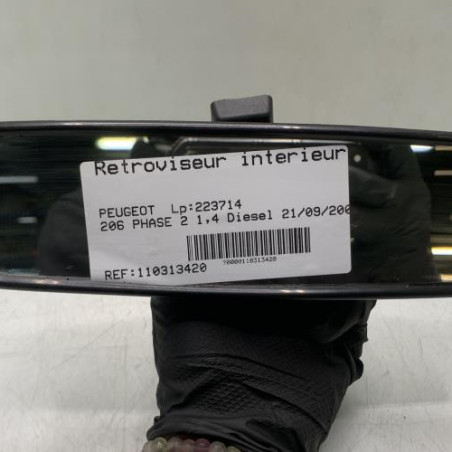 Retroviseur interieur
PEUGEOT Lp:223714
206 PHASE 2 1,4 Diesel 21/09/200
REF:110313420